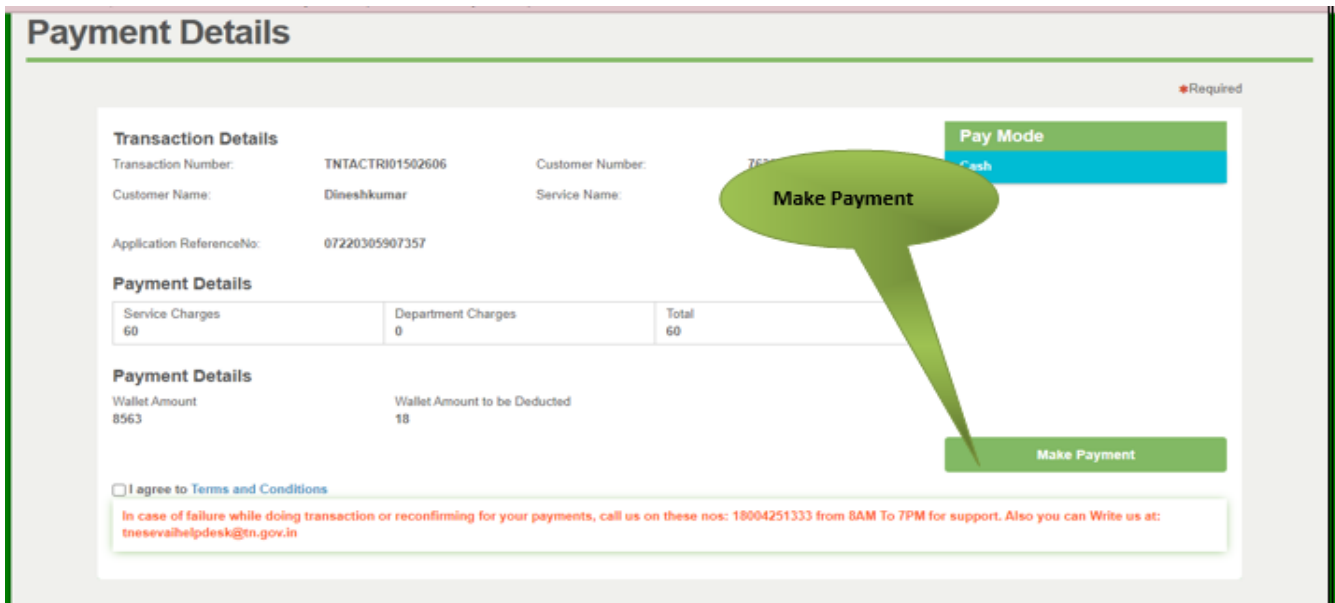 Payment Details
*Required
Transaction Details
Pay Mode
Transaction Number: TNTACTRI01502606 Customer Number:
Cash
Customer Name: Dineshkumar Service Name:
Make Payment
Application ReferenceNo: 07220305907357
Payment Details
Service Charges Department Charges Total
60 0 60
Payment Details
Wallet Amount Wallet Amount to be Deducted
8563 18
Make Payment
I agree to Terms and Conditions
In case of failure while doing transaction or reconfirming for your payments, call us on these nos: 18004251333 from 8AM To 7PM for support. Also you can Write us at:
tnesevaihelpdesk@tn.gov.in